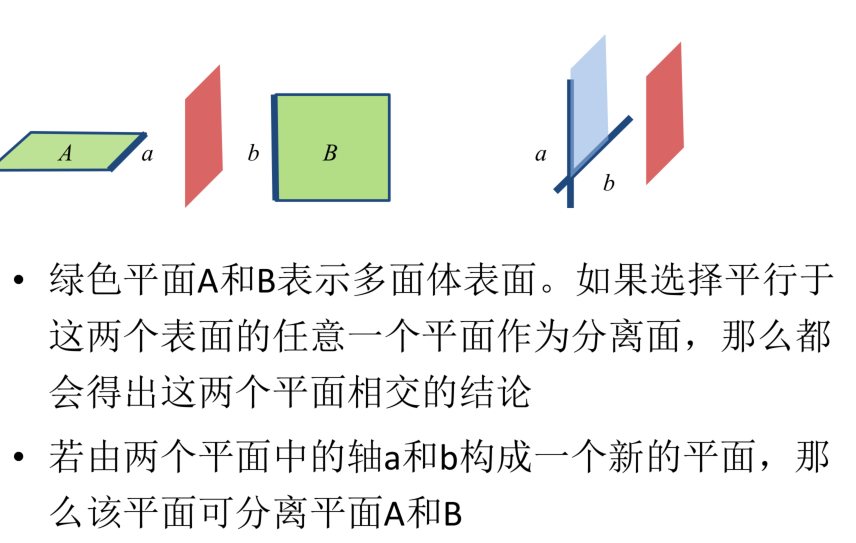 A a b B a b
• 绿色平面A和B表示多面体表面。如果选择平行于
这两个表面的任意一个平面作为分离面，那么都
会得出这两个平面相交的结论
• 若由两个平面中的轴a和b构成一个新的平面，那
么该平面可分离平面A和B